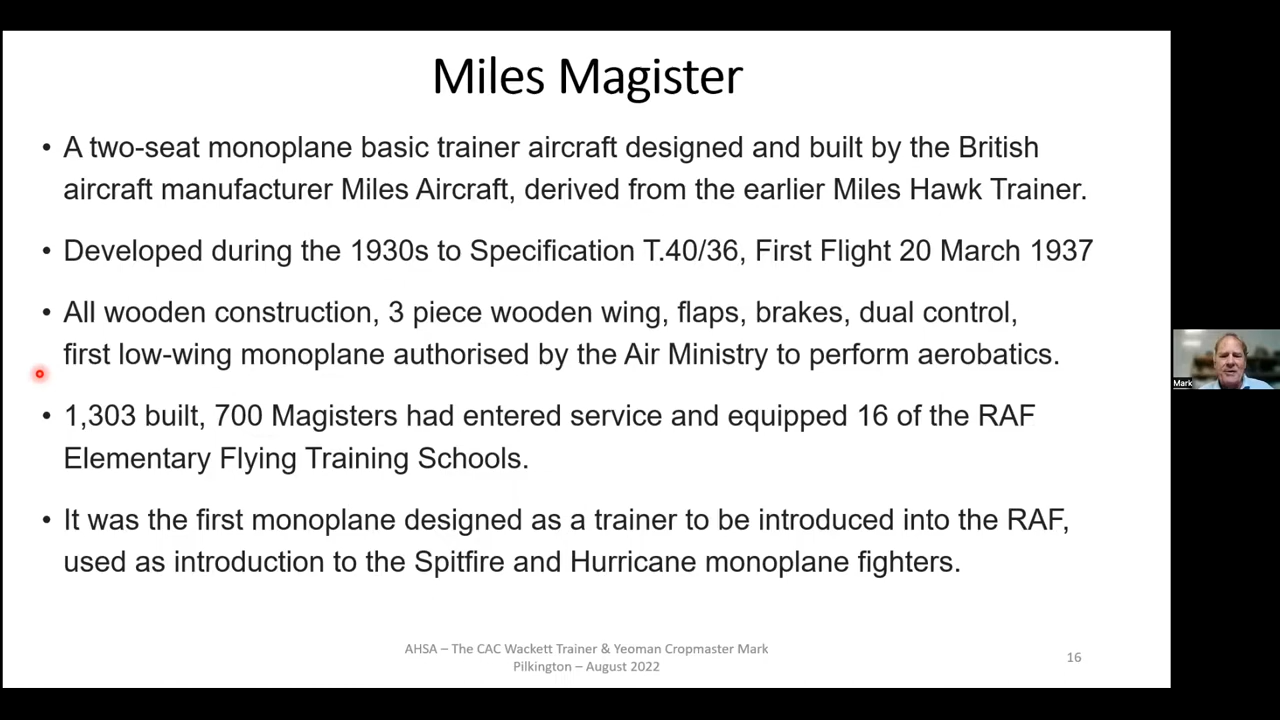 Miles Magister
• A two-seat monoplane basic trainer aircraft designed and built by the British
aircraft manufacturer Miles Aircraft, derived from the earlier Miles Hawk Trainer.
• Developed during the 1930s to Specification T.40/36, First Flight 20 March 1937
• All wooden construction, 3 piece wooden wing, flaps, brakes, dual control,
first low-wing monoplane authorised by the Air Ministry to perform aerobatics.
• 1,303 built, 700 Magisters had entered service and equipped 16 of the RAF
Elementary Flying Training Schools.
• It was the first monoplane designed as a trainer to be introduced into the RAF,
used as introduction to the Spitfire and Hurricane monoplane fighters.
AHSA – The CAC Wackett Trainer & Yeoman Cropmaster Mark
Pilkington – August 2022
16
Mark